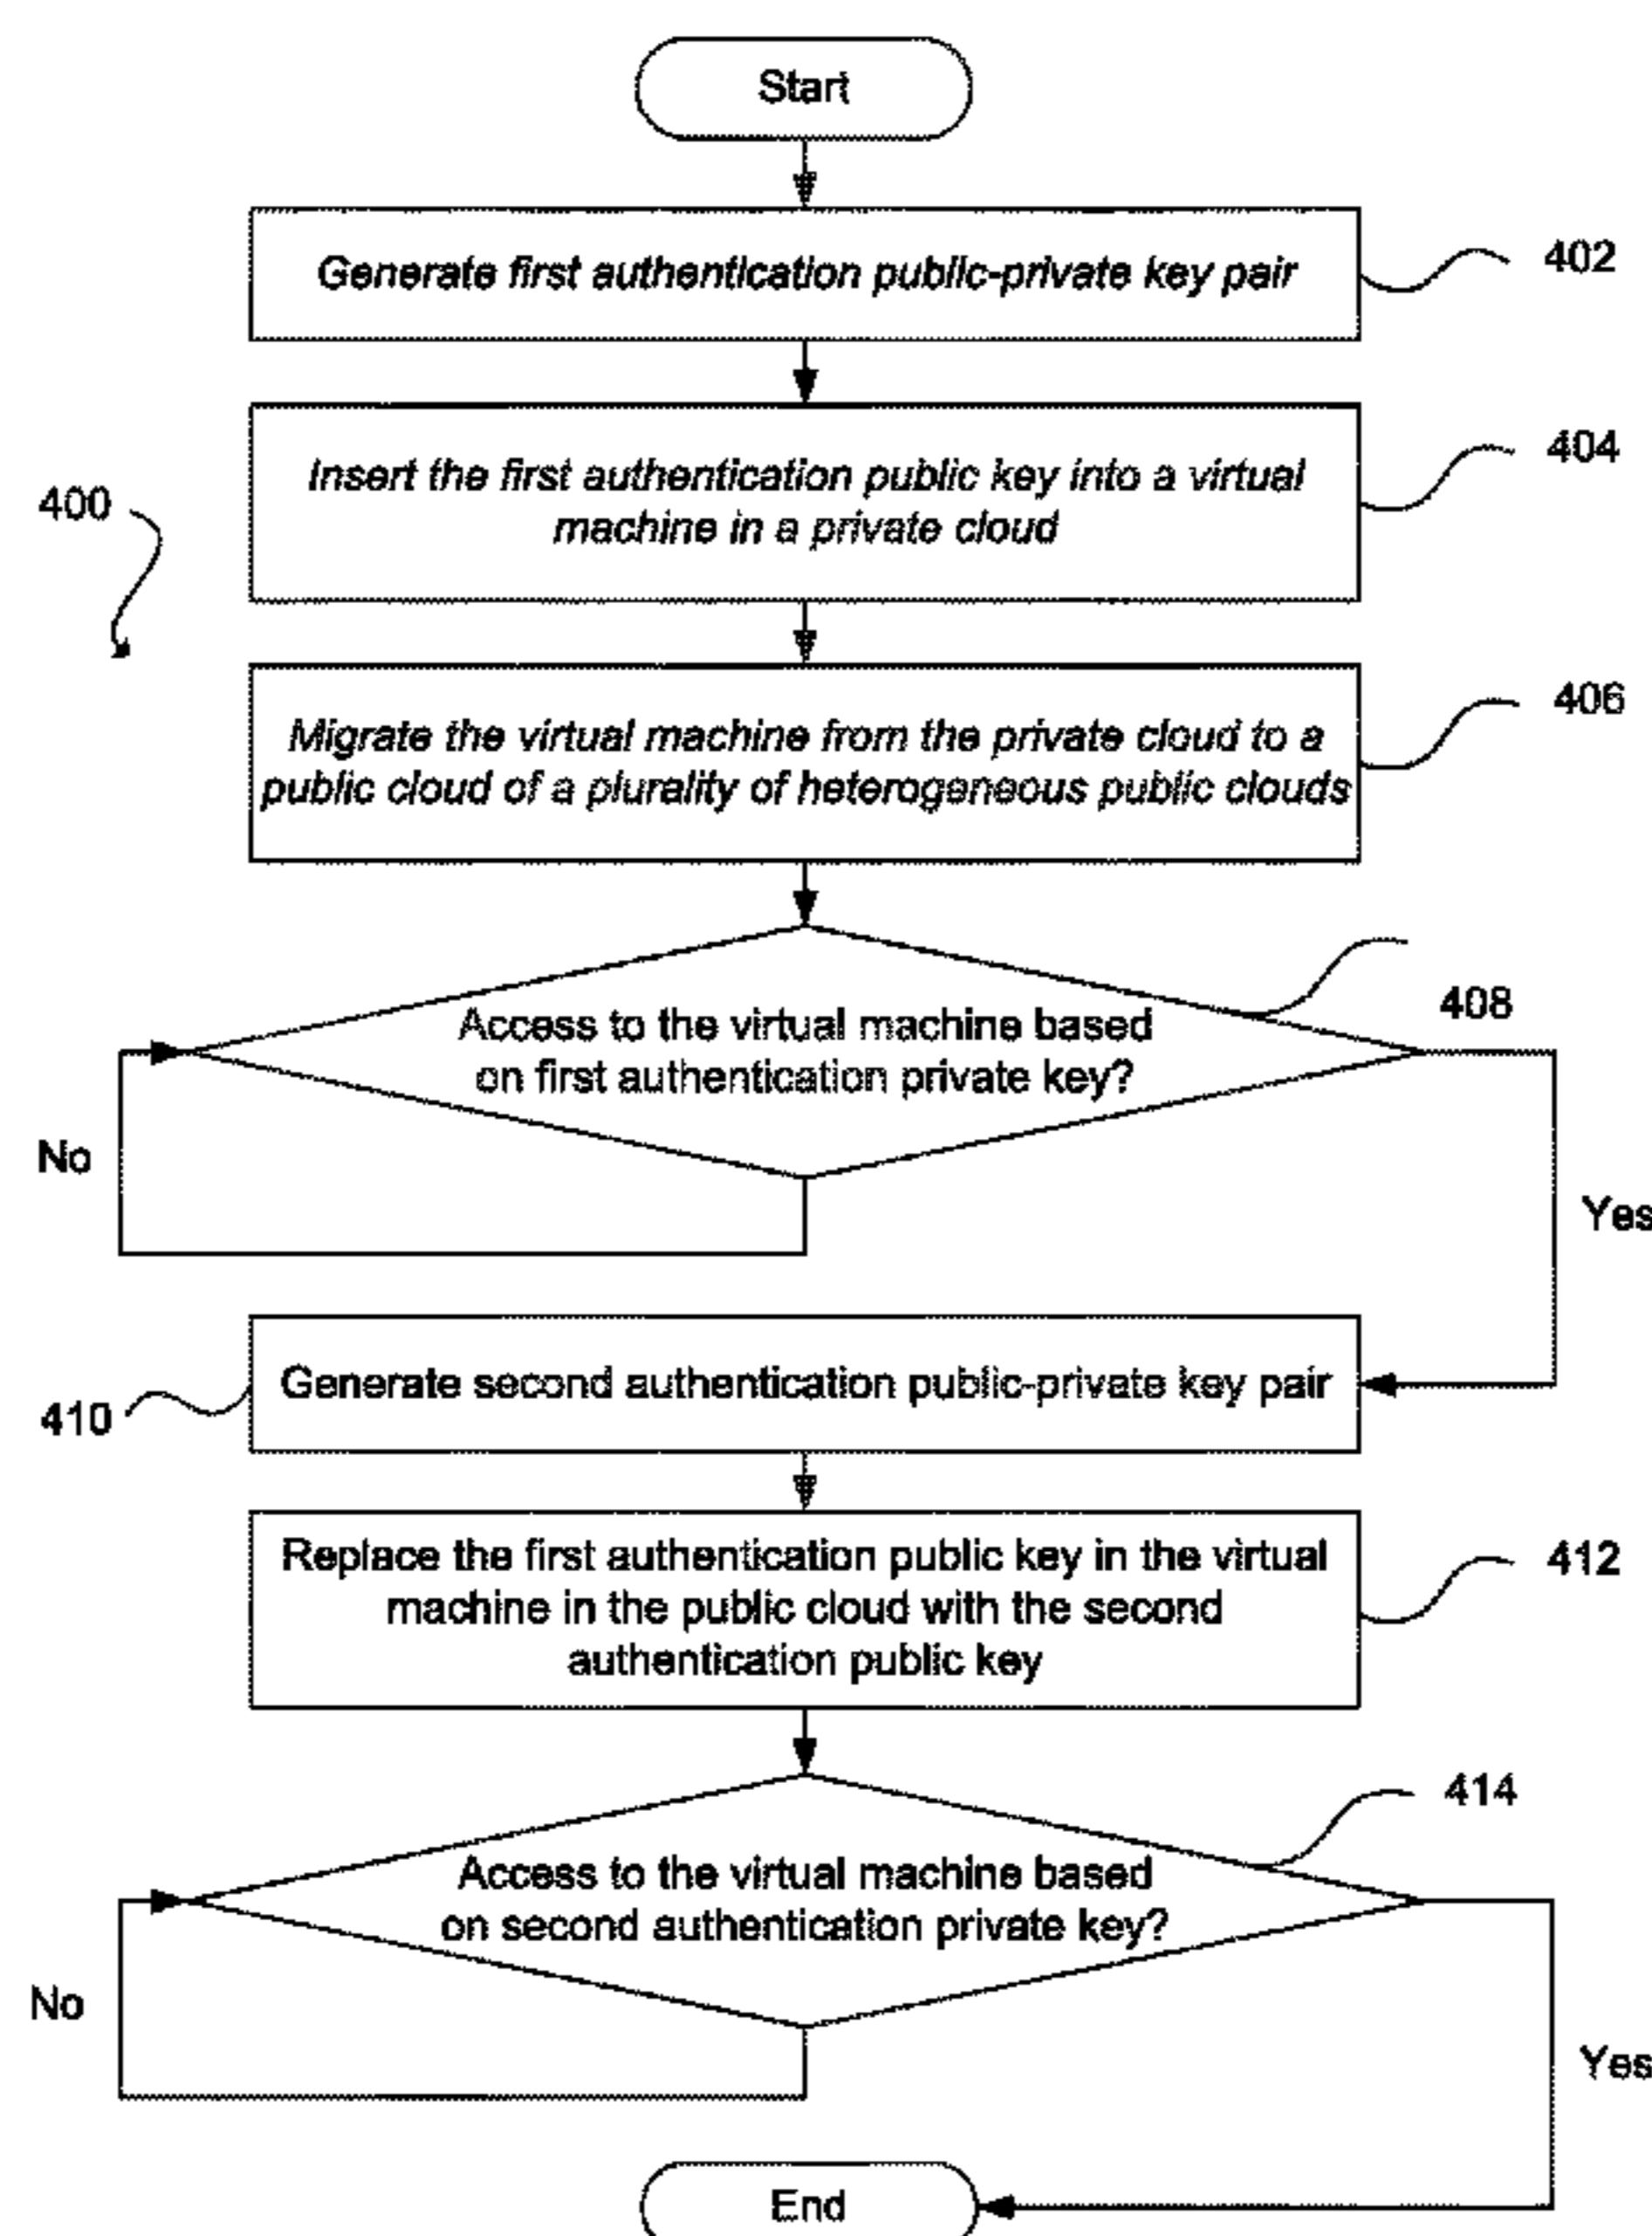 Start
Generate first authentication public-private key pair
402
Insert the first authentication public key into a virtual
machine in a private cloud
404
400
Migrate the virtual machine from the private cloud to a
public cloud of a plurality of heterogeneous public clouds
406
Access to the virtual machine based
on first authentication private key?
408
No
Yes
Generate second authentication public-private key pair
410
Replace the first authentication public key in the virtual
machine in the public cloud with the second
authentication public key
412
Access to the virtual machine based
on second authentication private key?
414
No
Yes
End